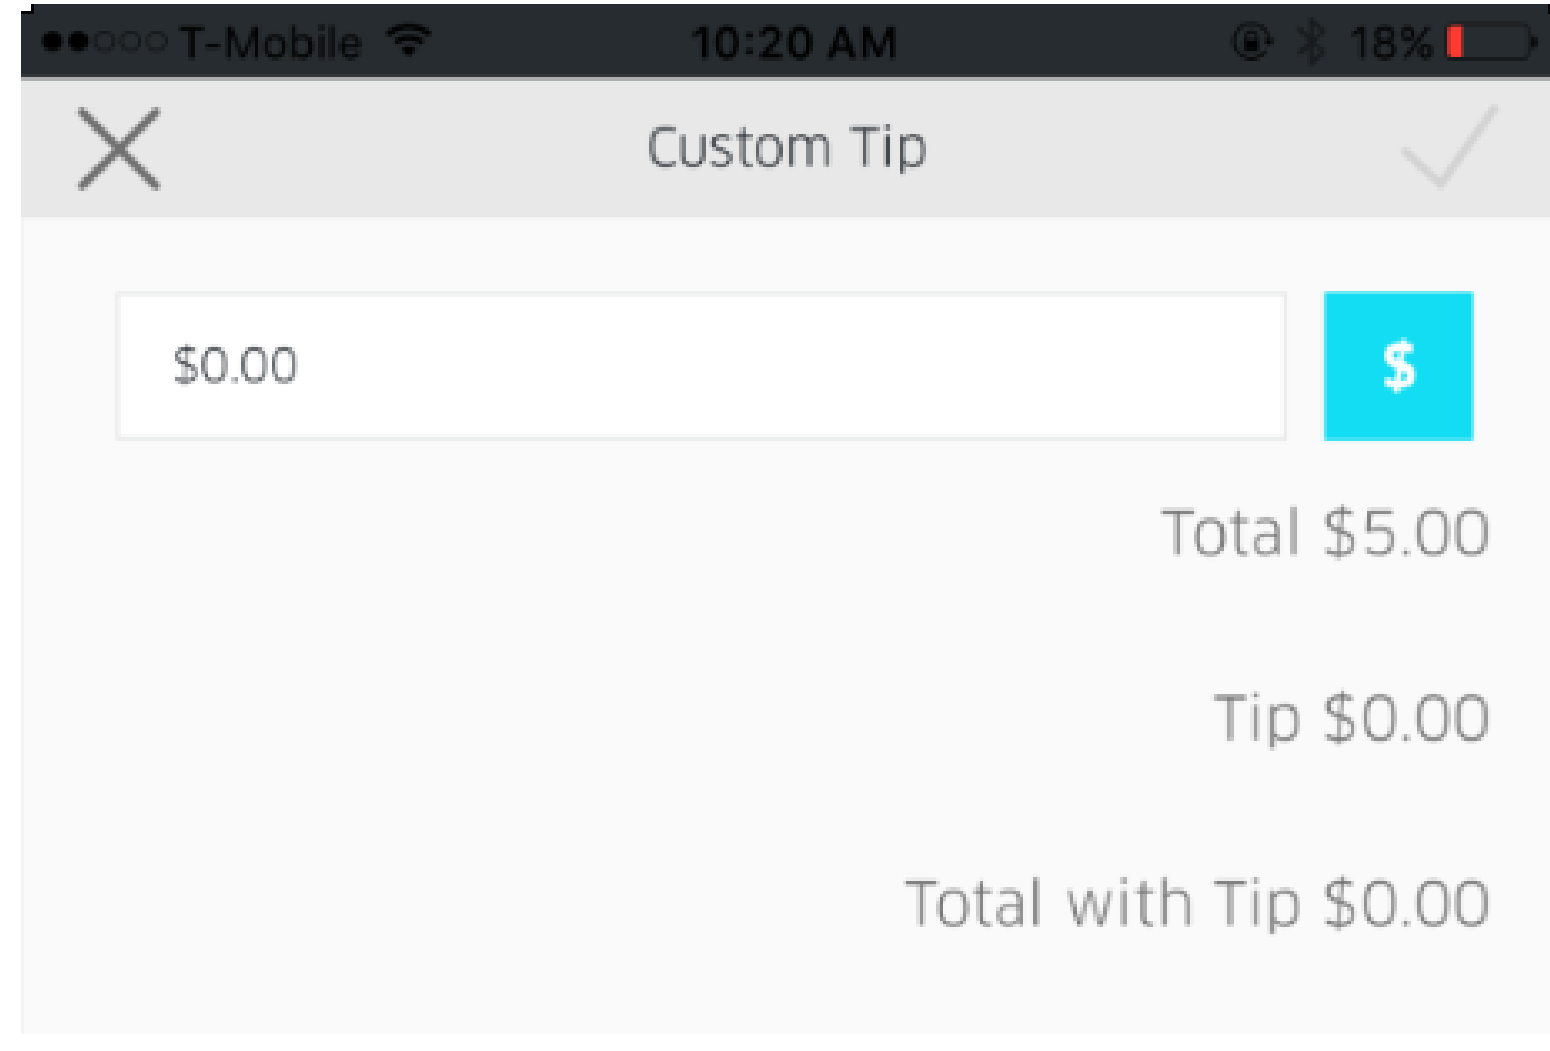 T-Mobile 10:20 AM 18%
Custom Tip
$0.00 $
Total $5.00
Tip $0.00
Total with Tip $0.00